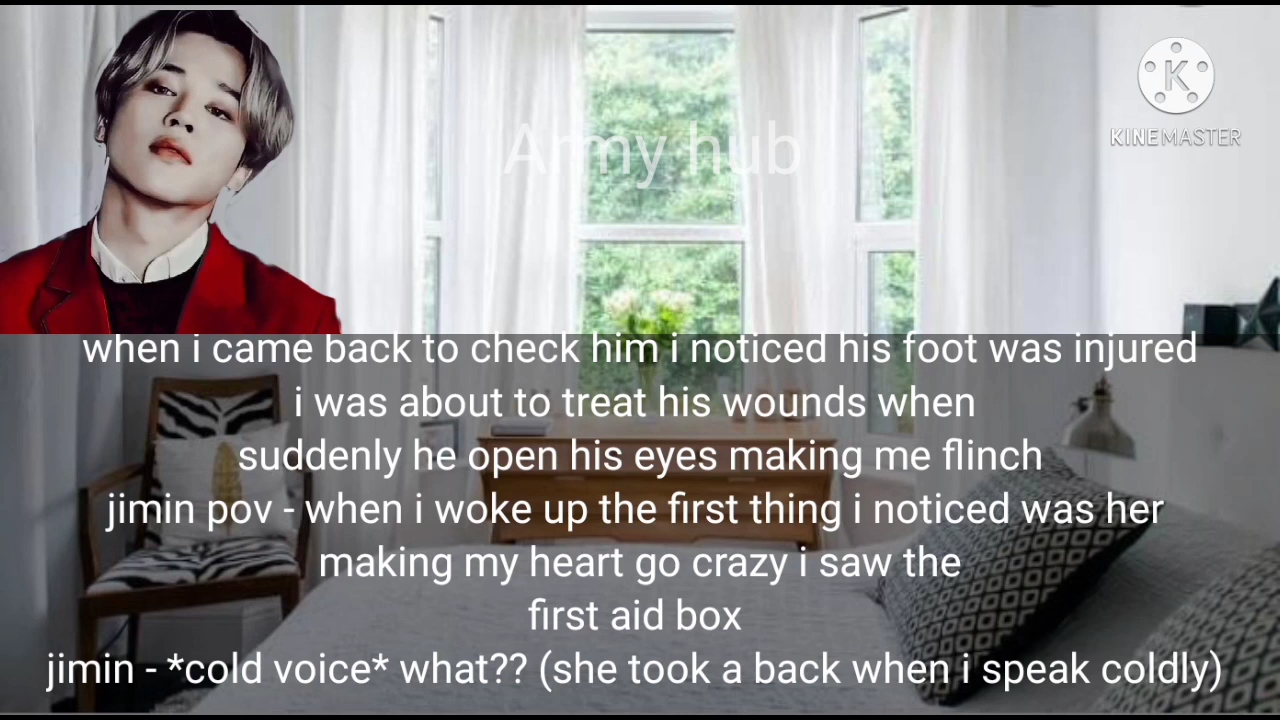 Army hub
KINEMASTER
when i came back to check him i noticed his foot was injured
i was about to treat his wounds when
suddenly he open his eyes making me flinch
jimin pov - when i woke up the first thing i noticed was her
making my heart go crazy i saw the
first aid box
jimin - *cold voice* what?? (she took a back when i speak coldly)